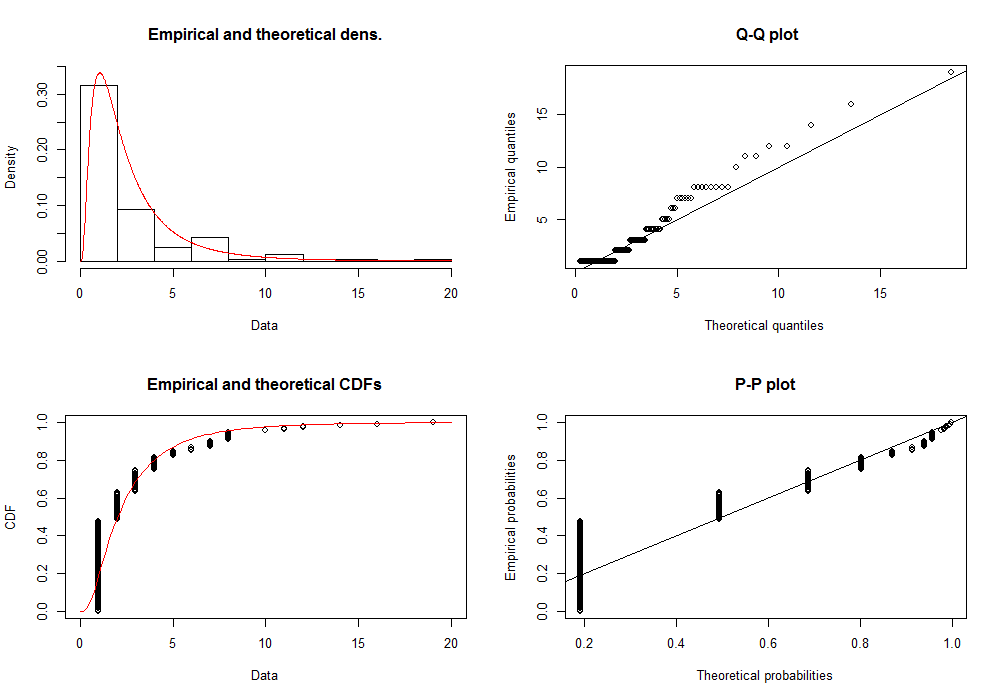 Empirical and theoretical dens.
Density
0.00 0.10 0.20 0.30
0 5 10 15 20
Data
Q-Q plot
Empirical quantiles
5 10 15
0 5 10 15
Theoretical quantiles
Empirical and theoretical CDFs
CDF
0.0 0.2 0.4 0.6 0.8 1.0
0 5 10 15 20
Data
P-P plot
Empirical probabilities
0.0 0.2 0.4 0.6 0.8 1.0
0.2 0.4 0.6 0.8 1.0
Theoretical probabilities